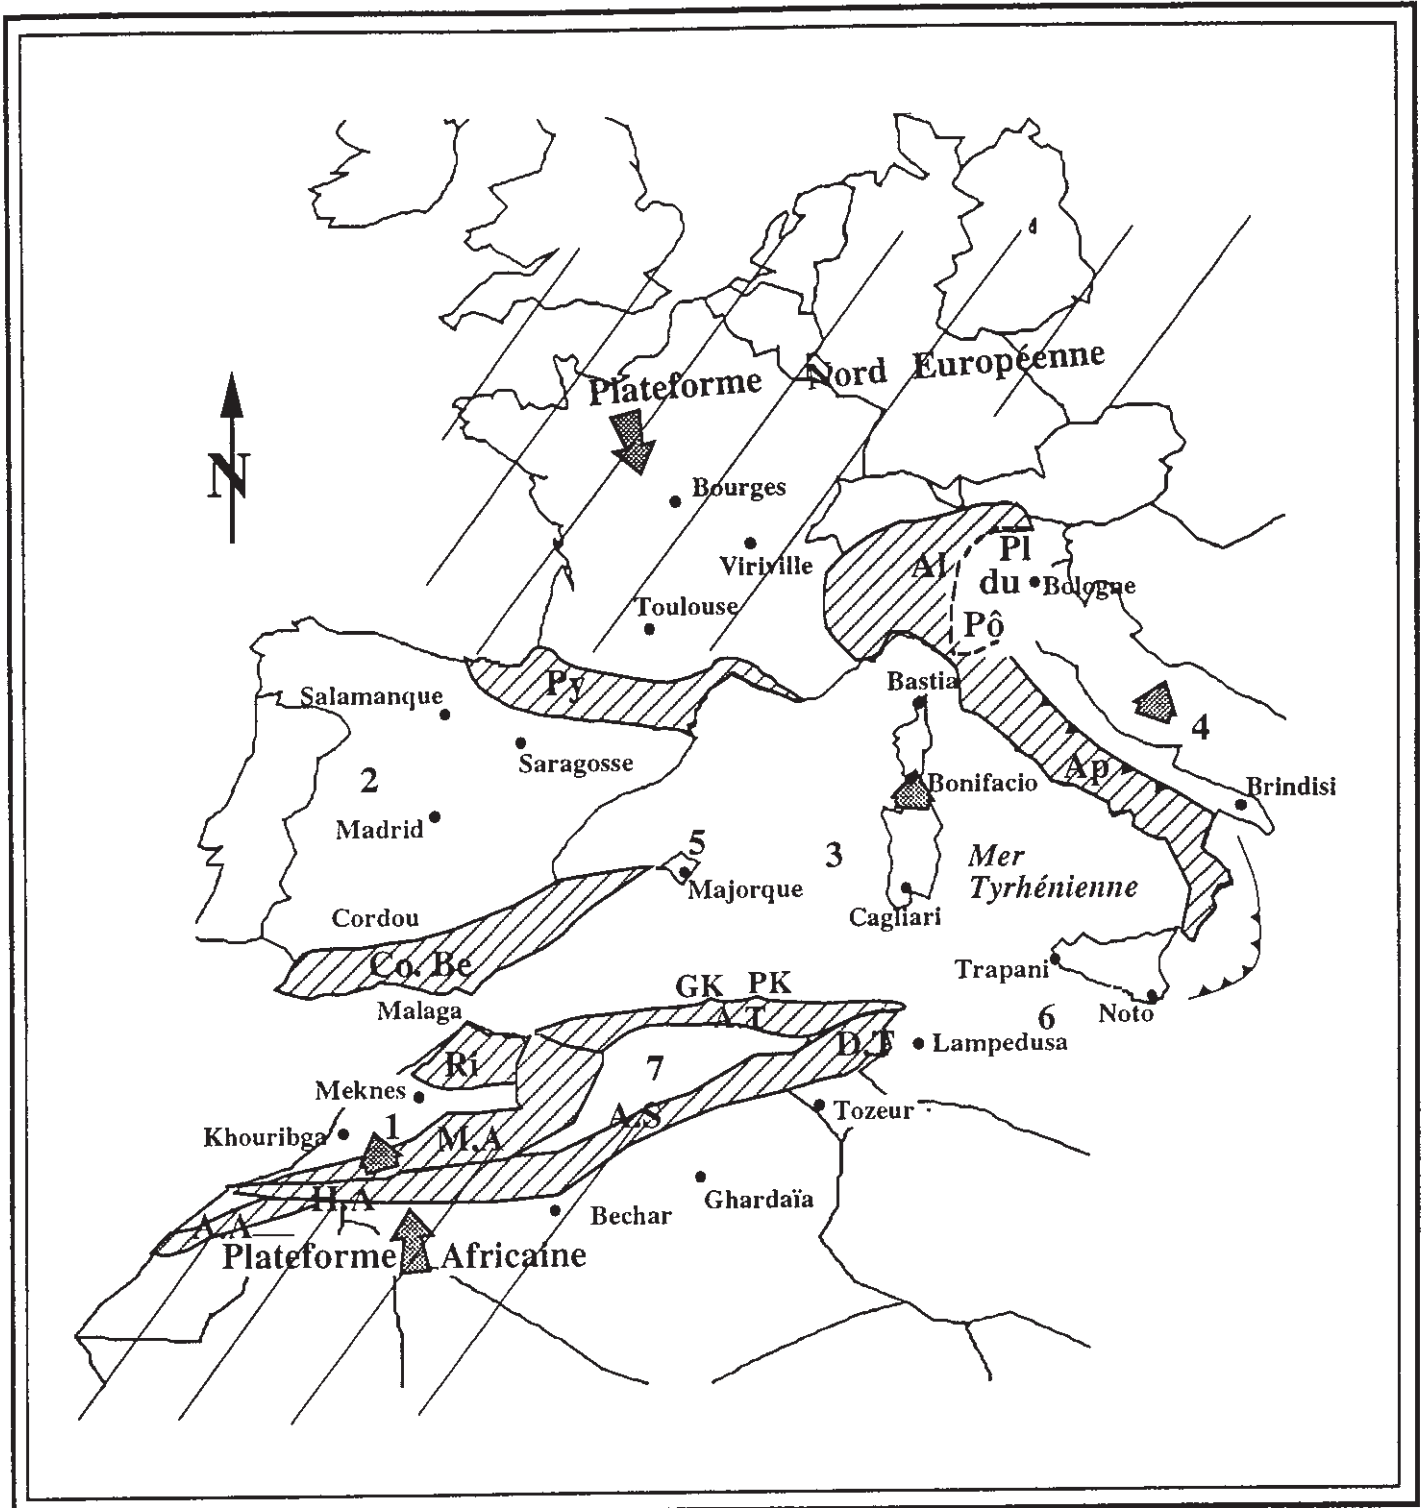 Plateforme Nord Européenne
N
Bourges
Viriville
Al
Pl
du
Bologne
Pô
Toulouse
Py
Bastia
Salamanque
Saragosse
4
2
Madrid
Ap
Bonifacio
Brindisi
5
3
Mer
Tyrhénienne
Majorque
Cagliari
Cordou
Co. Be
Trapani
Malaga
GK PK
A.T
6
Noto
D.T
Lampedusa
Ri
7
Meknes
Tozeur
Khouribga
1
M.A
A.S
H.A
Ghardaïa
Bechar
A.A
Plateforme Africaine